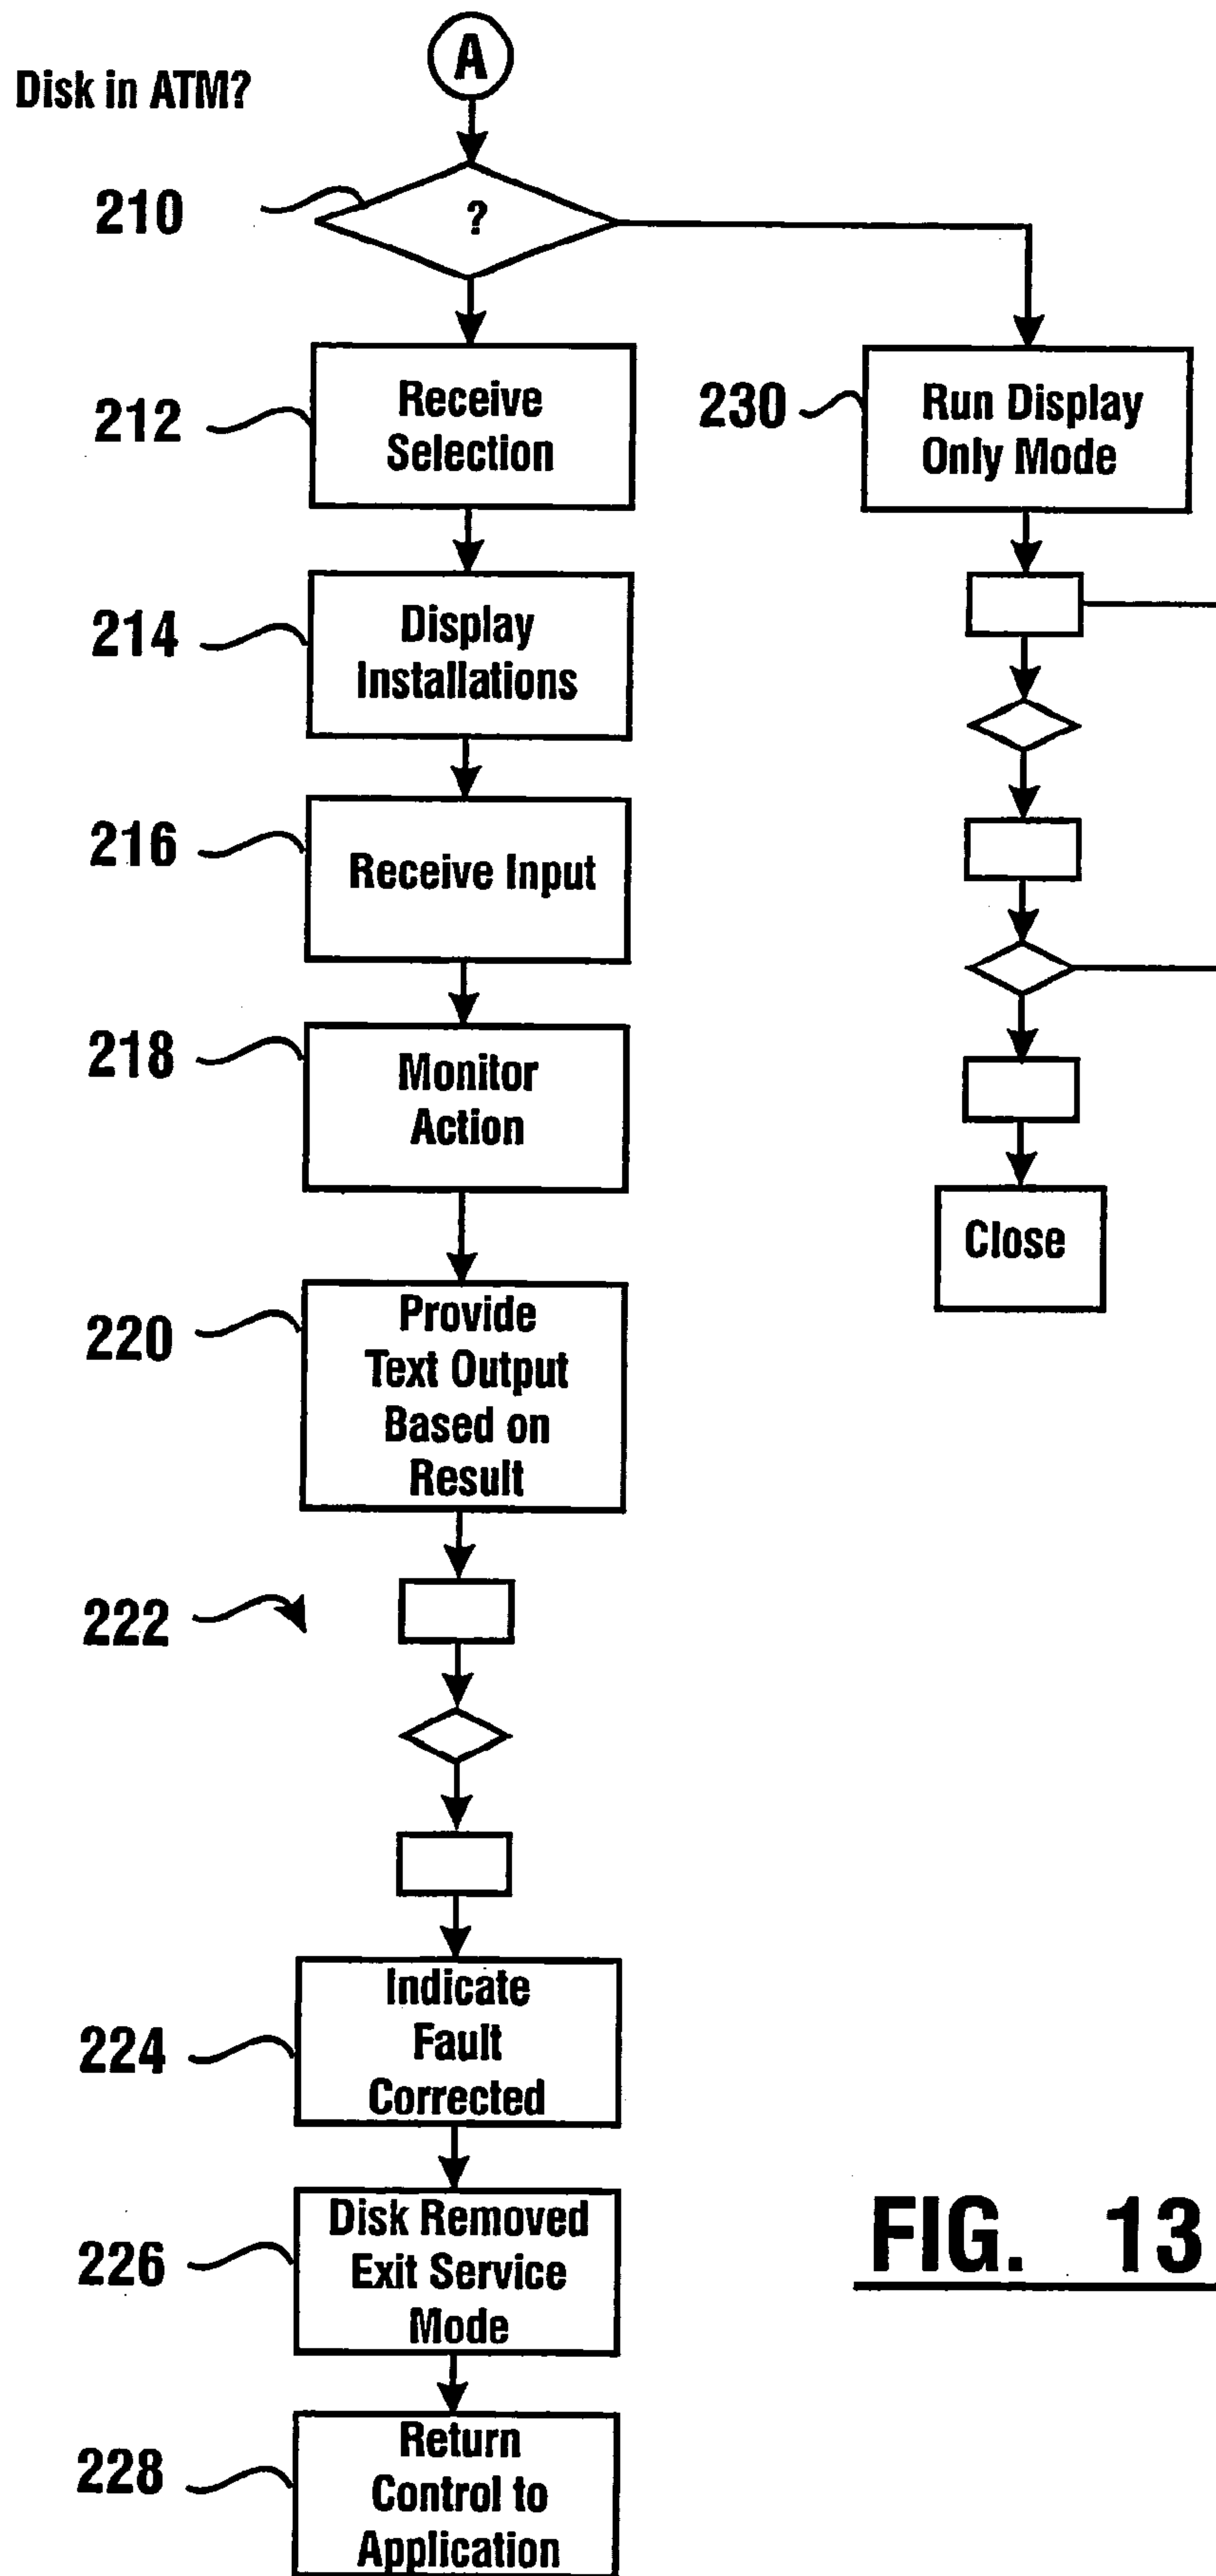 A
Disk in ATM?
210
?
212
Receive
Selection
230
Run Display
Only Mode
214
Display
Installations
216
Receive Input
218
Monitor
Action
Close
220
Provide
Text Output
Based on
Result
222
224
Indicate
Fault
Corrected
226
Disk Removed
Exit Service
Mode
FIG. 13
228
Return
Control to
Application